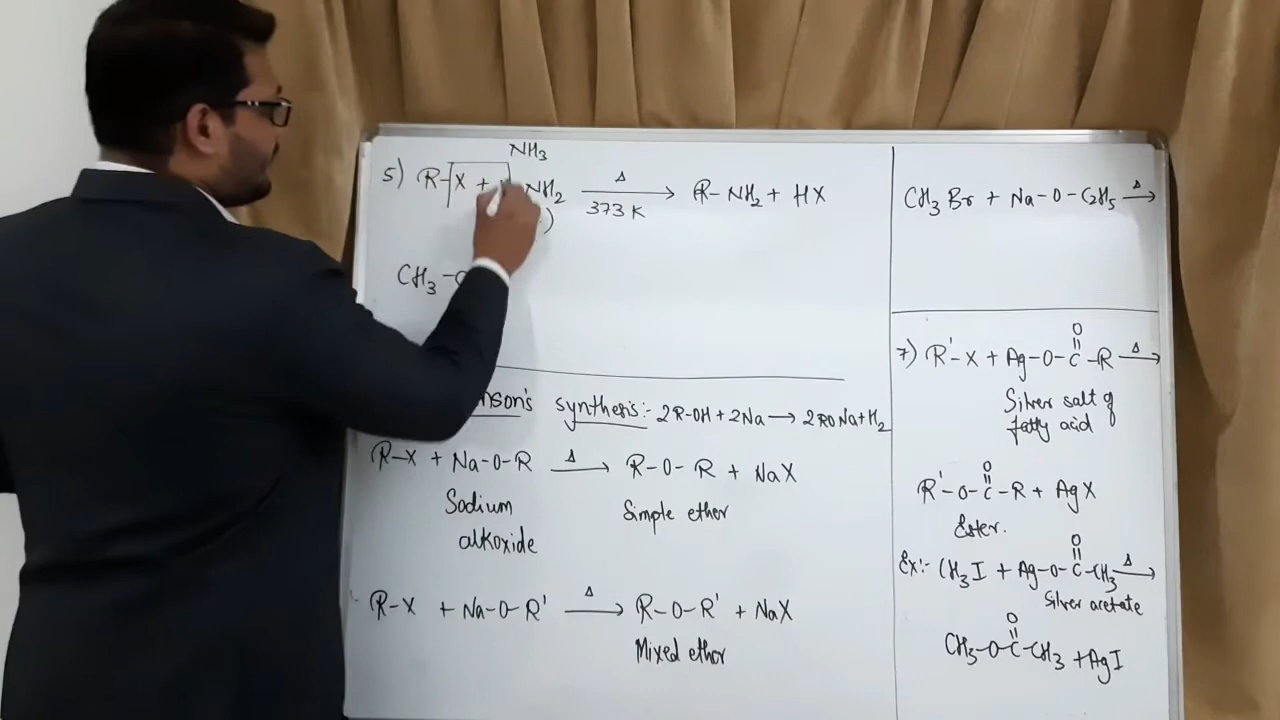 NH₃
5) R-X + NH₂ —Δ/373 K→ R-NH₂ + HX
CH₃-
nson's synthesis:- 2R-OH + 2Na → 2RONa + H₂
R-X + Na-O-R —Δ→ R-O-R + NaX
Sodium alkoxide
Simple ether
R-X + Na-O-R' —Δ→ R-O-R' + NaX
Mixed ether
CH₃Br + Na-O-C₂H₅ —Δ→
7) R'-X + Ag-O-C(=O)-R —Δ→
Silver salt of
fatty acid
R'-O-C(=O)-R + AgX
Ester.
Ex:- CH₃I + Ag-O-C(=O)-CH₃ —Δ→
Silver acetate
CH₃-O-C(=O)-CH₃ + AgI